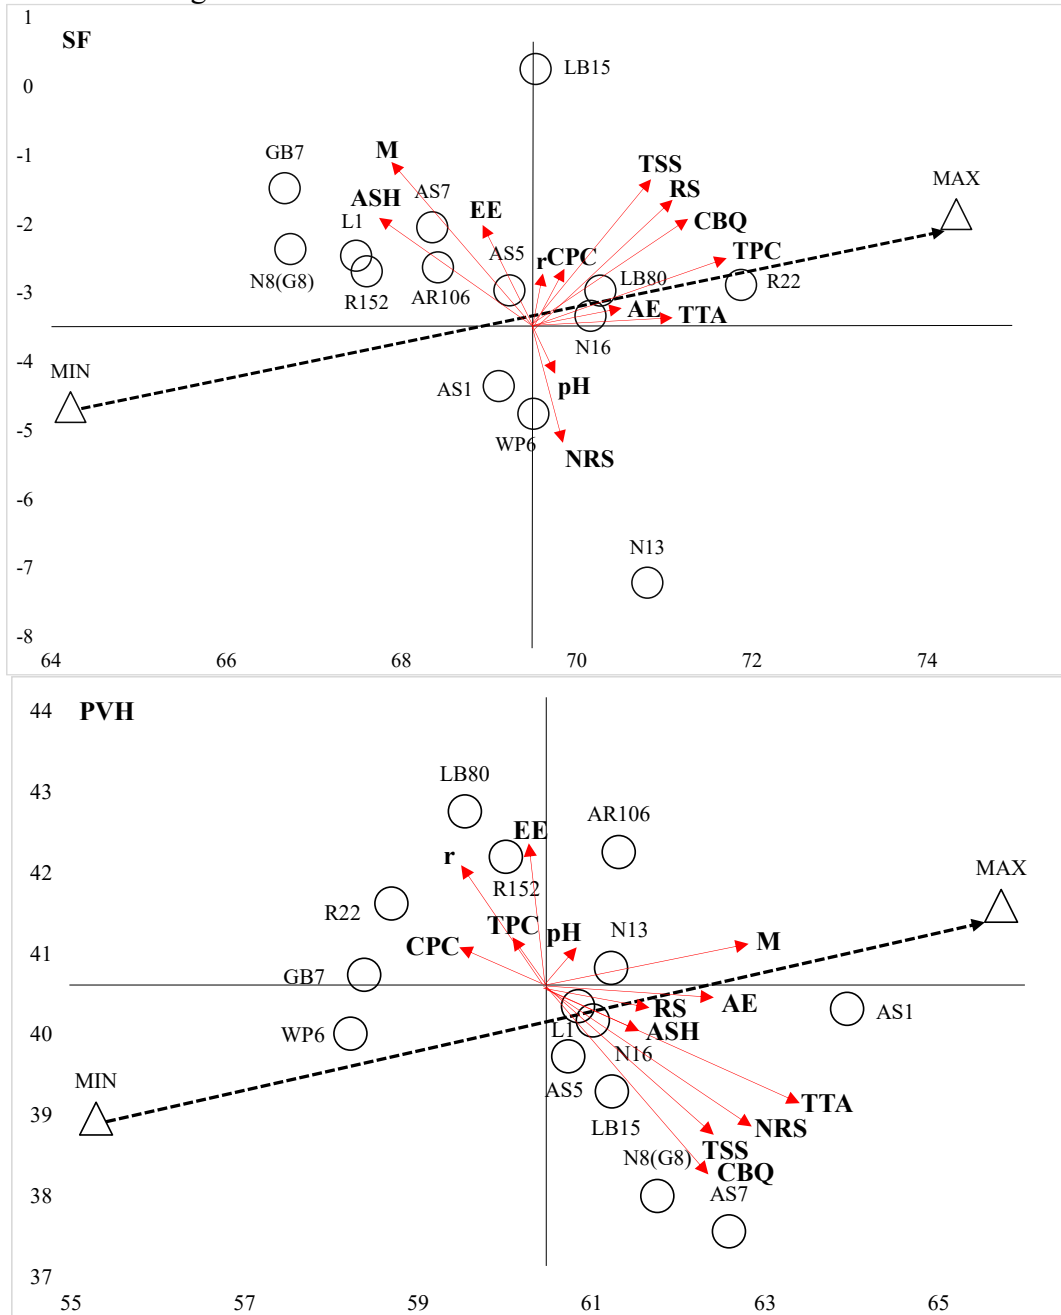 1
SF
LB15
0
-1
GB7
M
TSS
RS
MAX
ASH
AS7
EE
CBQ
-2
L1
AS5
r
CPC
TPC
N8(G8)
R152
AR106
LB80
R22
-3
AE
TTA
N16
-4
MIN
AS1
pH
-5
WP6
NRS
-6
N13
-7
-8
64
66
68
70
72
74
44
PVH
43
LB80
AR106
EE
r
42
R152
MAX
R22
TPC
pH
N13
M
CPC
41
GB7
RS
AE
AS1
40
WP6
L1
ASH
N16
MIN
AS5
39
LB15
TTA
NRS
TSS
N8(G8)
CBQ
38
AS7
37
55
57
59
61
63
65